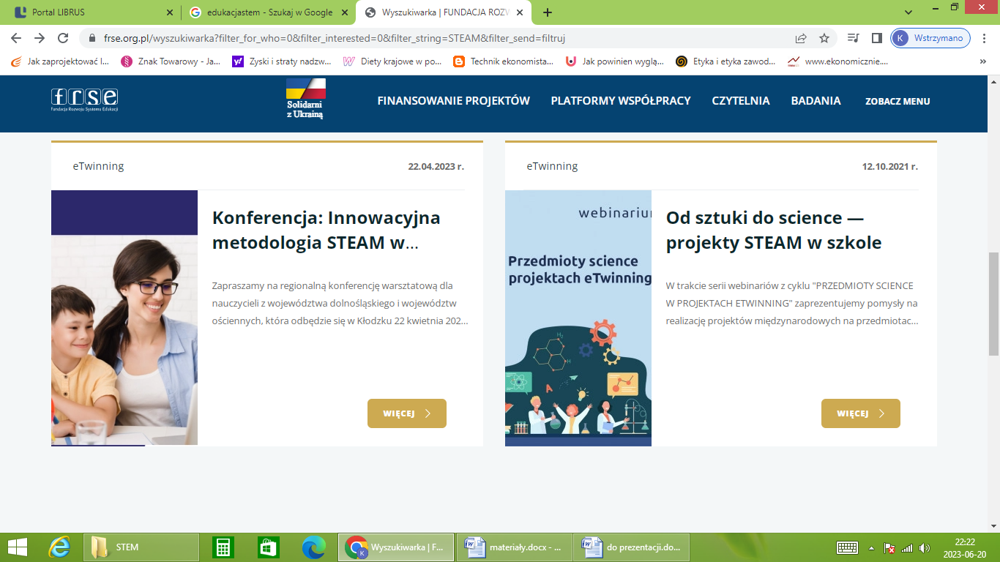 Portal LIBRUS
edukacjastem - Szukaj w Google
Wyszukiwarka | FUNDACJA ROZW
frse.org.pl/wyszukiwarka?filter_for_who=0&filter_interested=0&filter_string=STEAM&filter_send=filtruj
K Wstrzymano
Jak zaprojektować l...
Znak Towarowy - Ja...
Zyski i straty nadzw...
Diety krajowe w po...
Technik ekonomista...
Jak powinien wyglą...
Etyka i etyka zawod...
www.ekonomicznie....
»
frse
Fundacja Rozwoju Systemu Edukacji
Solidarni
z Ukrainą
FINANSOWANIE PROJEKTÓW
PLATFORMY WSPÓŁPRACY
CZYTELNIA
BADANIA
ZOBACZ MENU
eTwinning
22.04.2023 r.
Konferencja: Innowacyjna
metodologia STEAM w...
Zapraszamy na regionalną konferencję warsztatową dla
nauczycieli z województwa dolnośląskiego i województw
ościennych, która odbędzie się w Kłodzku 22 kwietnia 202...
WIĘCEJ
eTwinning
12.10.2021 r.
webinariu
Przedmioty science
projektach eTwinning
H2
H
A
Od sztuki do science —
projekty STEAM w szkole
W trakcie serii webinariów z cyklu "PRZEDMIOTY SCIENCE
W PROJEKTACH ETWINNING" zaprezentujemy pomysły na
realizację projektów międzynarodowych na przedmiotac...
WIĘCEJ
STEM
K
Wyszukiwarka | F...
materiały.docx - ...
do prezentacji.do...
22:22
2023-06-20